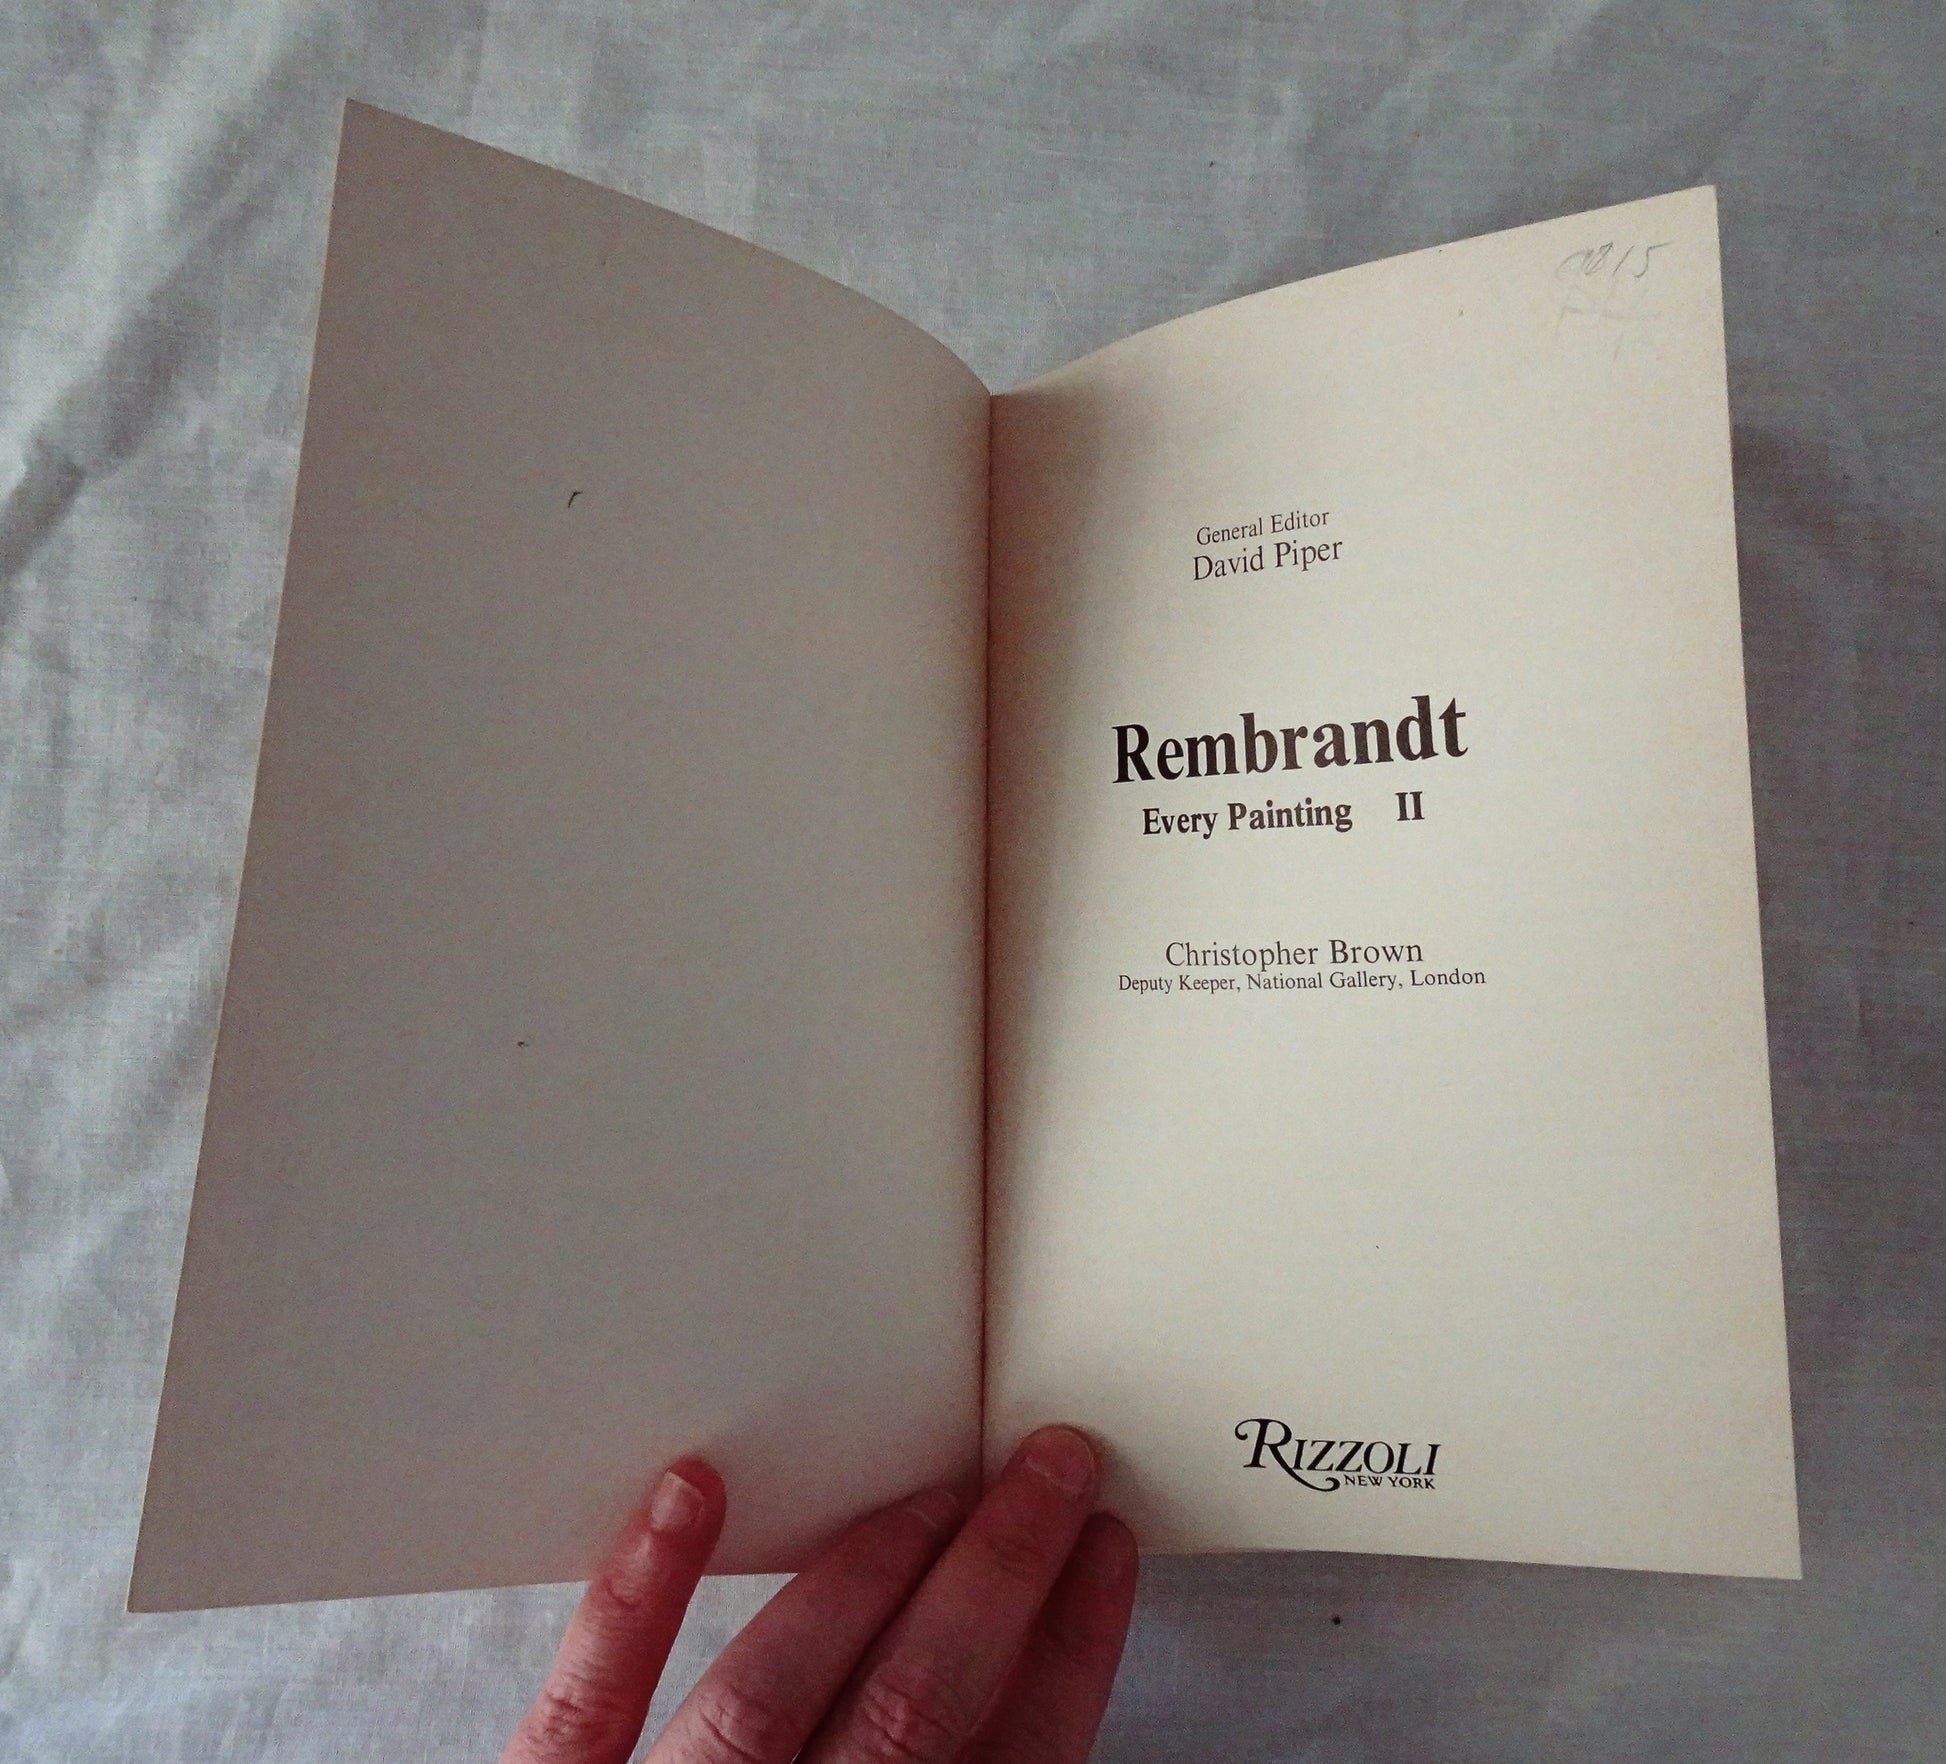 General Editor
David Piper
Rembrandt
Every Painting II
Christopher Brown
Deputy Keeper, National Gallery, London
RIZZOLI
NEW YORK